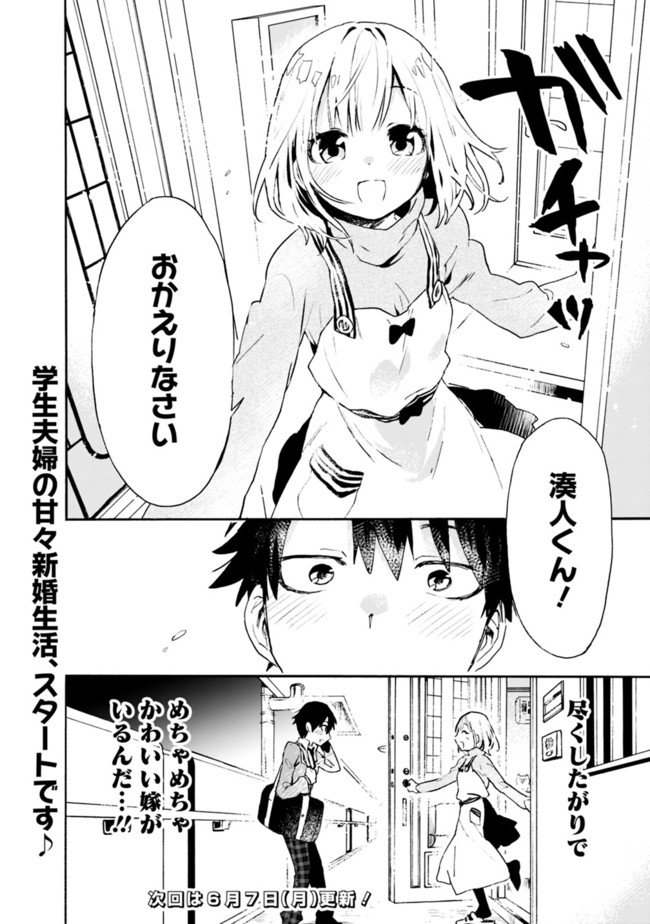 ガチャッ
湊人くん!
おかえりなさい
尽くしたがりで
めちゃめちゃ
かわいい嫁が
いるんだ…!!
学生夫婦の甘々新婚生活、スタートです♪
次回は6月7日(月)更新!